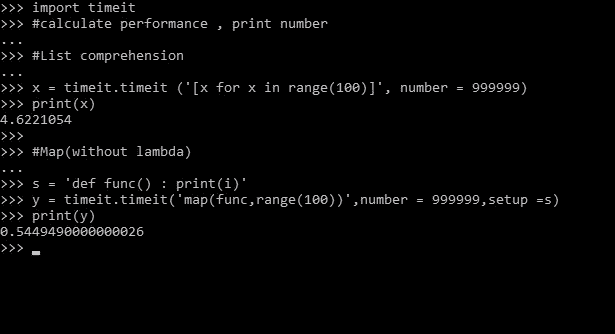 >>> import timeit
>>> #calculate performance , print number
...
>>> #List comprehension
...
>>> x = timeit.timeit ('[x for x in range(100)]', number = 999999)
>>> print(x)
4.6221054
>>>
>>> #Map(without lambda)
...
>>> s = 'def func() : print(i)'
>>> y = timeit.timeit('map(func,range(100))',number = 999999,setup =s)
>>> print(y)
0.5449490000000026
>>>